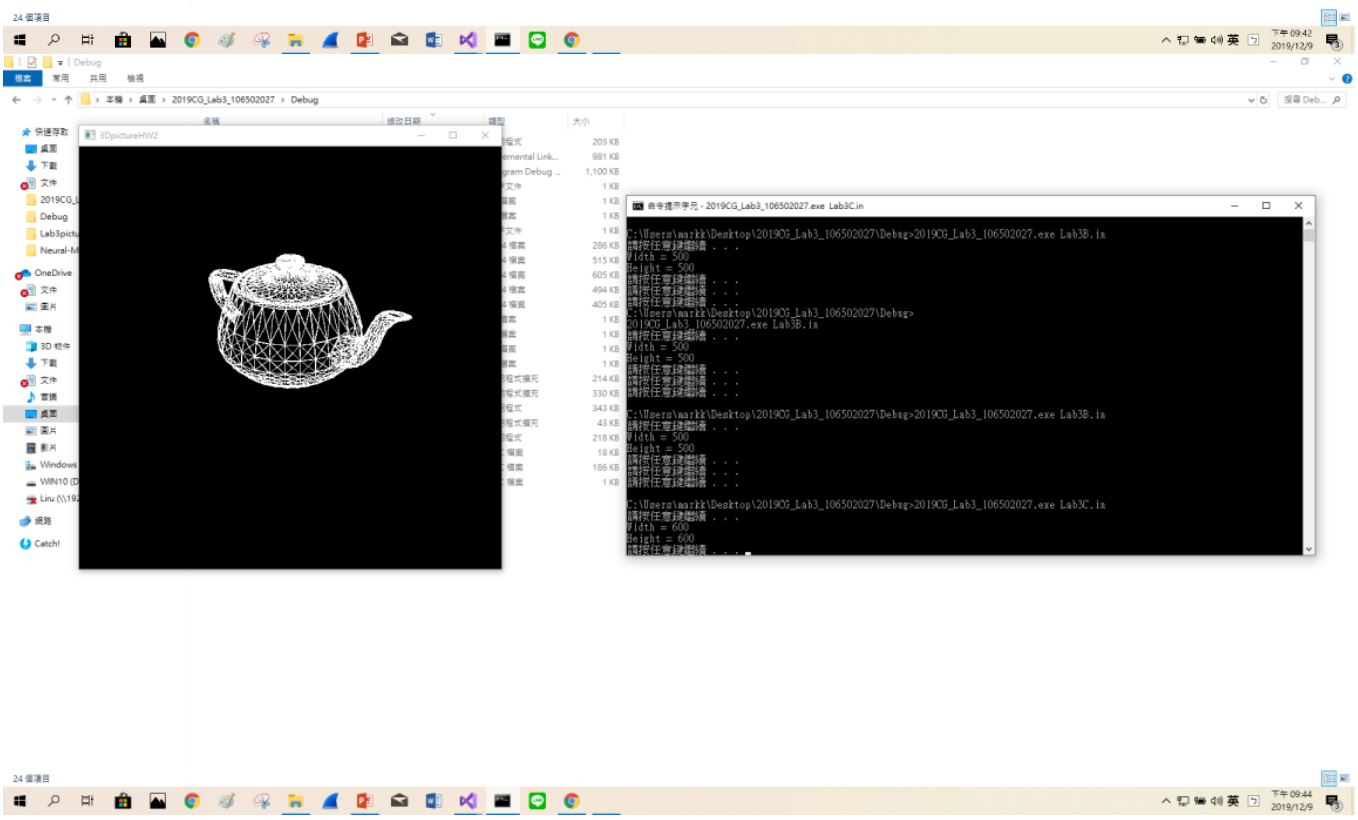 24 個項目
英
下午 09:42
2019/12/9
Debug
檔案 常用 共用 檢視
本機 › 桌面 › 2019CG_Lab3_106502027 › Debug
搜尋 Deb...
名稱 修改日期 類型 大小
快速存取
桌面
下載
文件
2019CG_L
Debug
Lab3pictu
Neural-M
OneDrive
文件
圖片
本機
3D 物件
下載
文件
音樂
桌面
圖片
影片
Windows
WIN10 (D
Liru (\\192
網路
Catch!
3DpictureHW2
程式 203 KB
emental Link... 981 KB
gram Debug ... 1,100 KB
文件 1 KB
檔案 1 KB
檔案 1 KB
文件 1 KB
4 檔案 286 KB
4 檔案 515 KB
4 檔案 605 KB
4 檔案 494 KB
4 檔案 405 KB
檔案 1 KB
檔案 1 KB
檔案 1 KB
檔案 1 KB
程式擴充 214 KB
程式擴充 330 KB
程式 343 KB
程式擴充 43 KB
程式 218 KB
檔案 18 KB
檔案 186 KB
檔案 1 KB
命令提示字元 - 2019CG_Lab3_106502027.exe Lab3C.in
C:\Users\markk\Desktop\2019CG_Lab3_106502027\Debug>2019CG_Lab3_106502027.exe Lab3B.in
請按任意鍵繼續 . . .
Width = 500
Height = 500
請按任意鍵繼續 . . .
請按任意鍵繼續 . . .
請按任意鍵繼續 . . .
C:\Users\markk\Desktop\2019CG_Lab3_106502027\Debug>
2019CG_Lab3_106502027.exe Lab3B.in
請按任意鍵繼續 . . .
Width = 500
Height = 500
請按任意鍵繼續 . . .
請按任意鍵繼續 . . .
請按任意鍵繼續 . . .
C:\Users\markk\Desktop\2019CG_Lab3_106502027\Debug>2019CG_Lab3_106502027.exe Lab3B.in
請按任意鍵繼續 . . .
Width = 500
Height = 500
請按任意鍵繼續 . . .
請按任意鍵繼續 . . .
請按任意鍵繼續 . . .
C:\Users\markk\Desktop\2019CG_Lab3_106502027\Debug>2019CG_Lab3_106502027.exe Lab3C.in
請按任意鍵繼續 . . .
Width = 600
Height = 600
請按任意鍵繼續 . . .
24 個項目
英
下午 09:44
2019/12/9